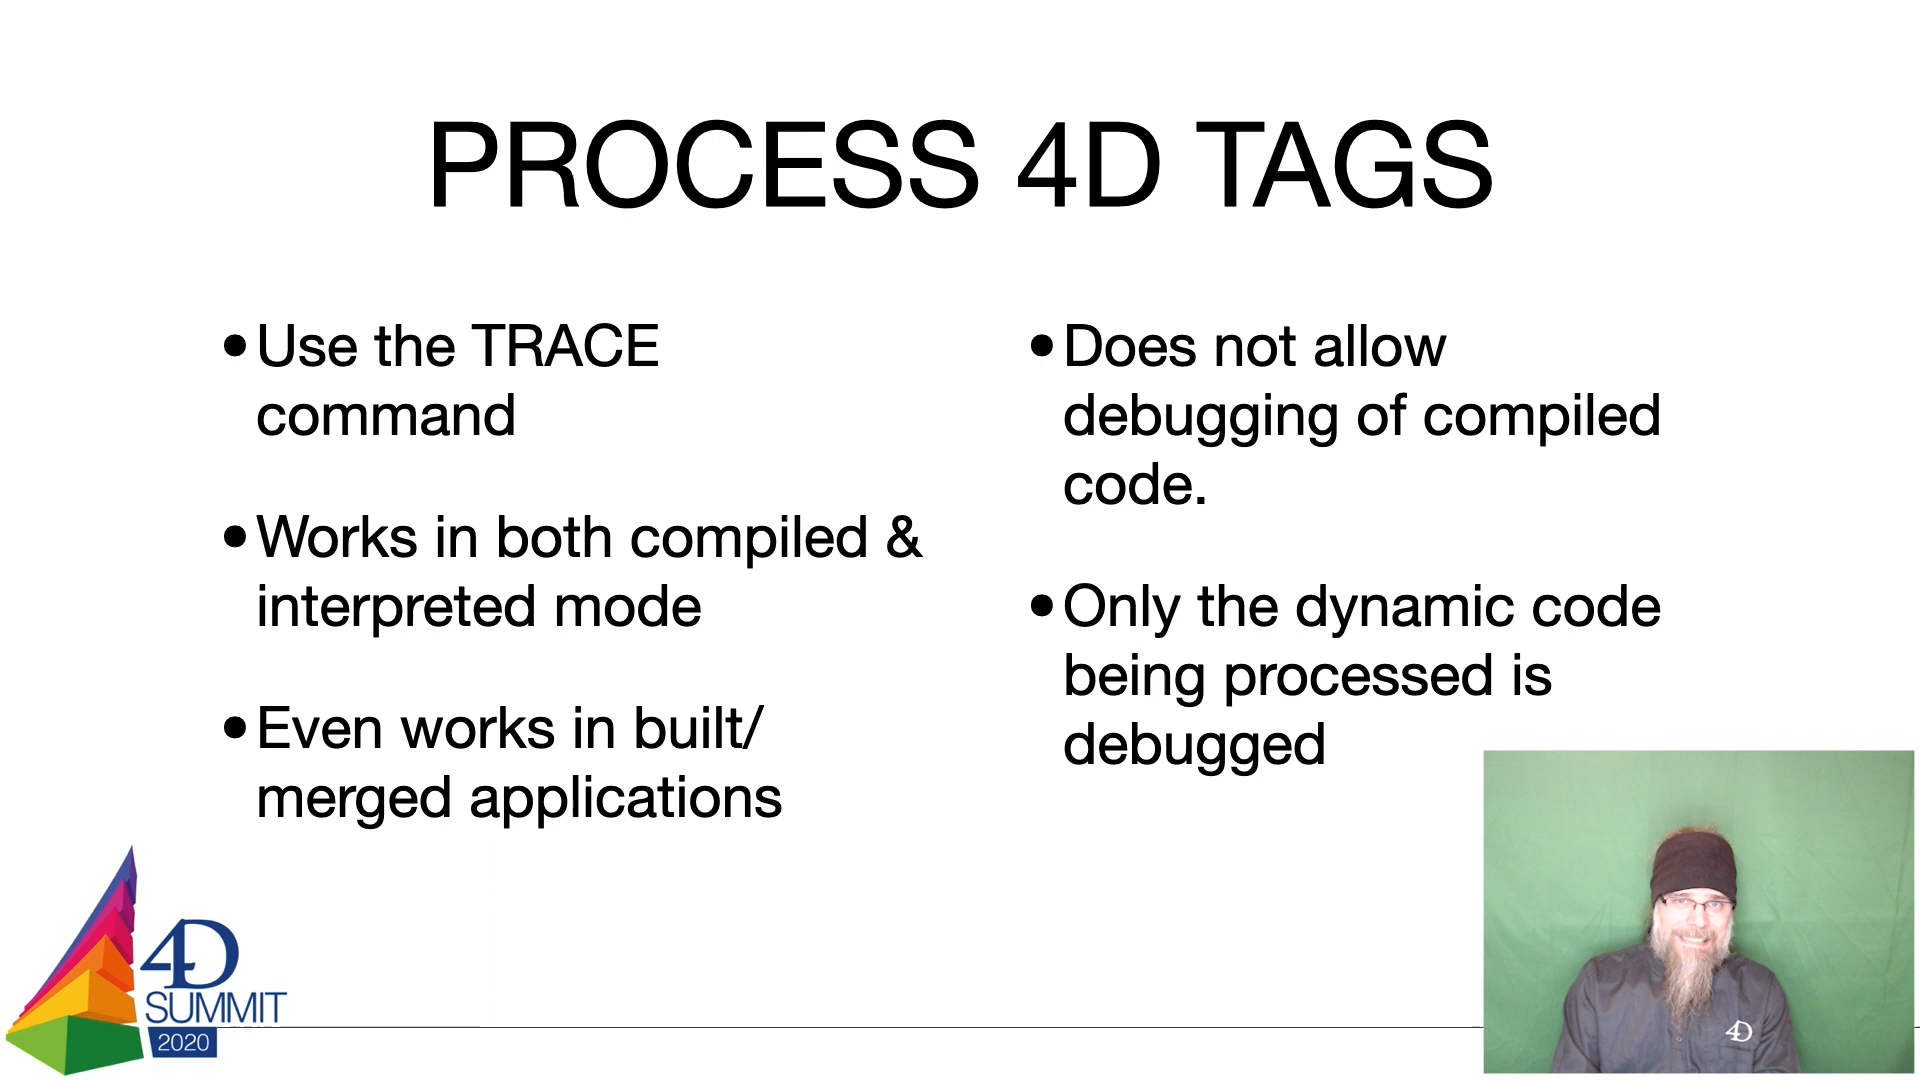 PROCESS 4D TAGS
•Use the TRACE
command
•Works in both compiled &
interpreted mode
•Even works in built/
merged applications
•Does not allow
debugging of compiled
code.
•Only the dynamic code
being processed is
debugged
4D
SUMMIT
2020
4D